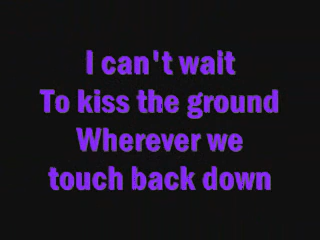 I can't wait
To kiss the ground
Wherever we
touch back down